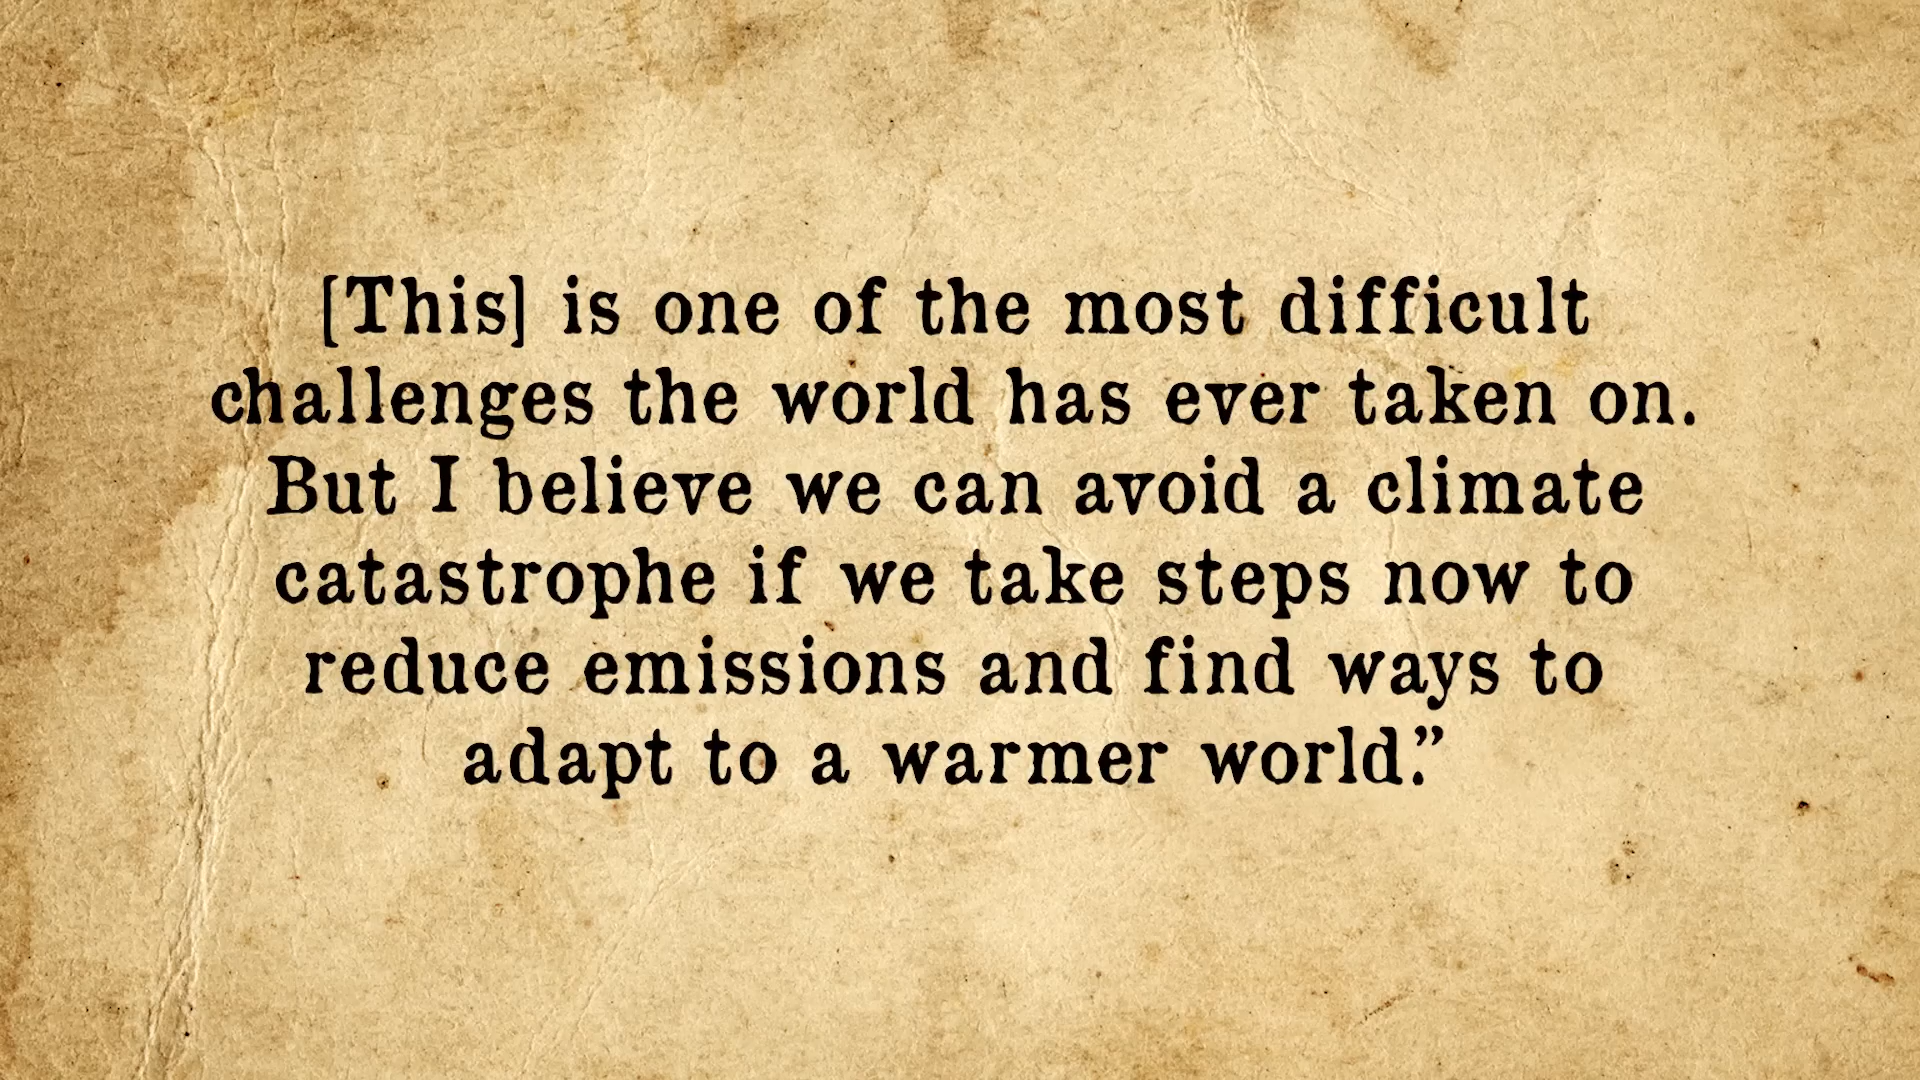 [This] is one of the most difficult
challenges the world has ever taken on.
But I believe we can avoid a climate
catastrophe if we take steps now to
reduce emissions and find ways to
adapt to a warmer world.”